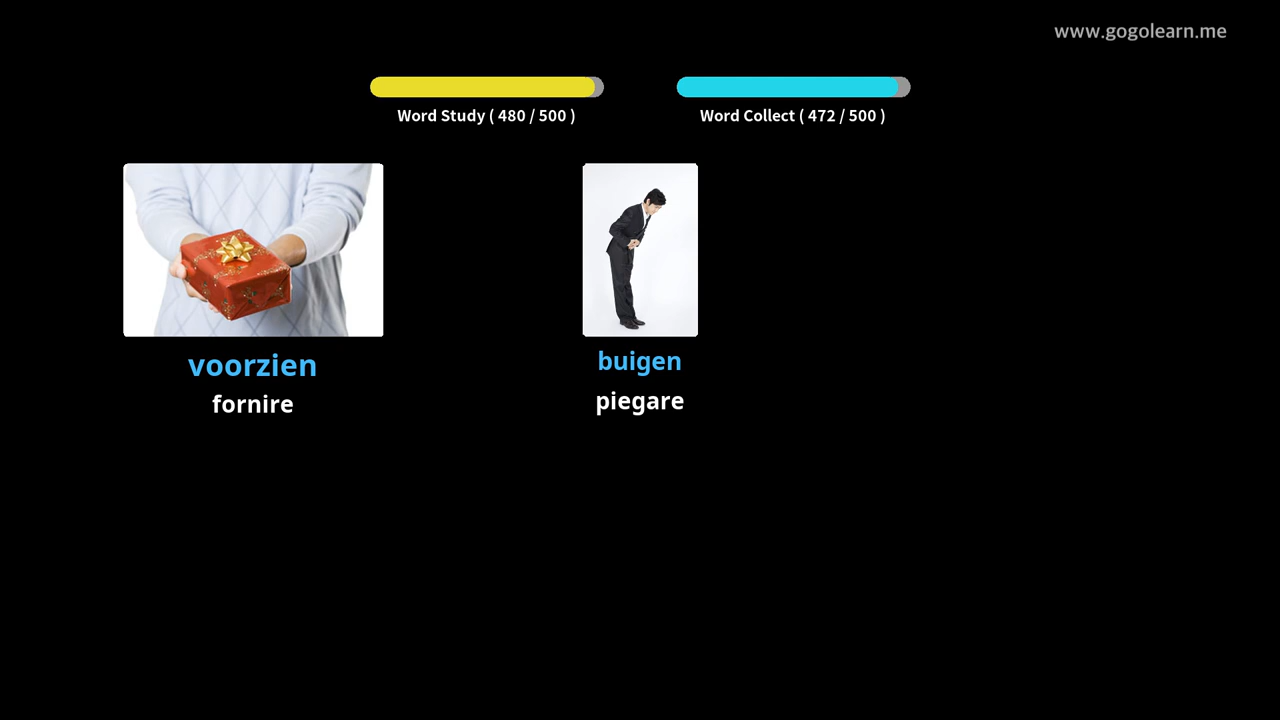 www.gogolearn.me
Word Study ( 480 / 500 )
Word Collect ( 472 / 500 )
voorzien
fornire
buigen
piegare